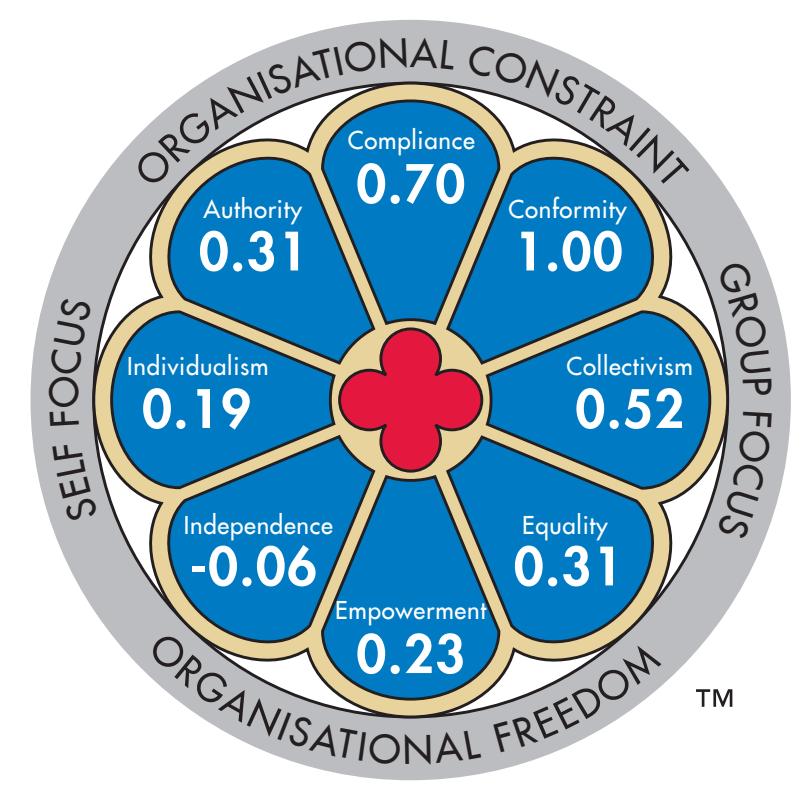 ORGANISATIONAL CONSTRAINT
Compliance
0.70
Authority
0.31
Conformity
1.00
SELF FOCUS
GROUP FOCUS
Individualism
0.19
Collectivism
0.52
Independence
-0.06
Equality
0.31
Empowerment
0.23
ORGANISATIONAL FREEDOM
TM